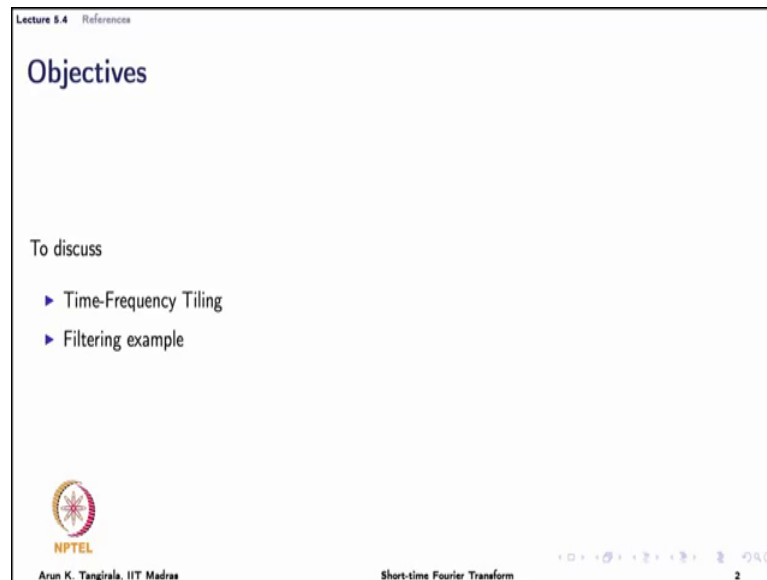 Lecture 5.4 References
Objectives
To discuss
Time-Frequency Tiling
Filtering example
NPTEL
Arun K. Tangirala, IIT Madras Short-time Fourier Transform 2